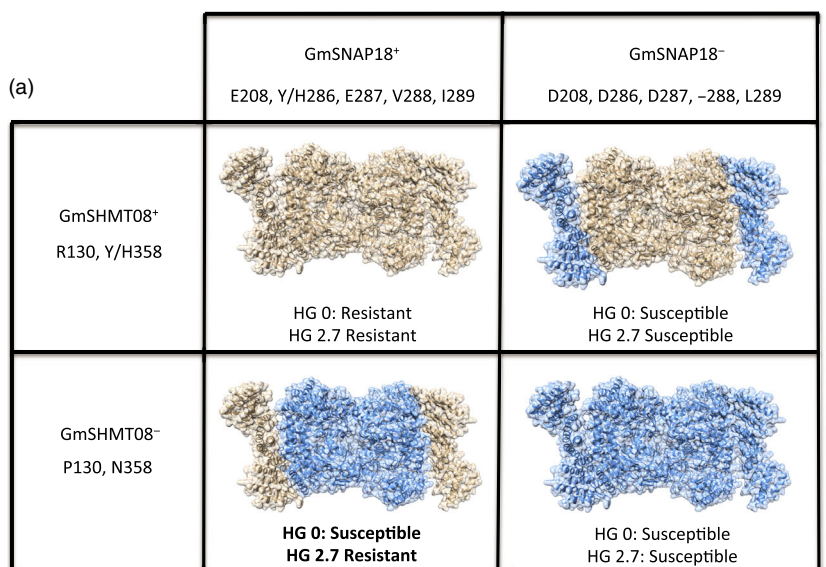 (a)
GmSNAP18⁺
E208, Y/H286, E287, V288, I289
GmSNAP18⁻
D208, D286, D287, −288, L289
GmSHMT08⁺
R130, Y/H358
HG 0: Resistant
HG 2.7 Resistant
HG 0: Susceptible
HG 2.7 Susceptible
GmSHMT08⁻
P130, N358
HG 0: Susceptible
HG 2.7 Resistant
HG 0: Susceptible
HG 2.7: Susceptible